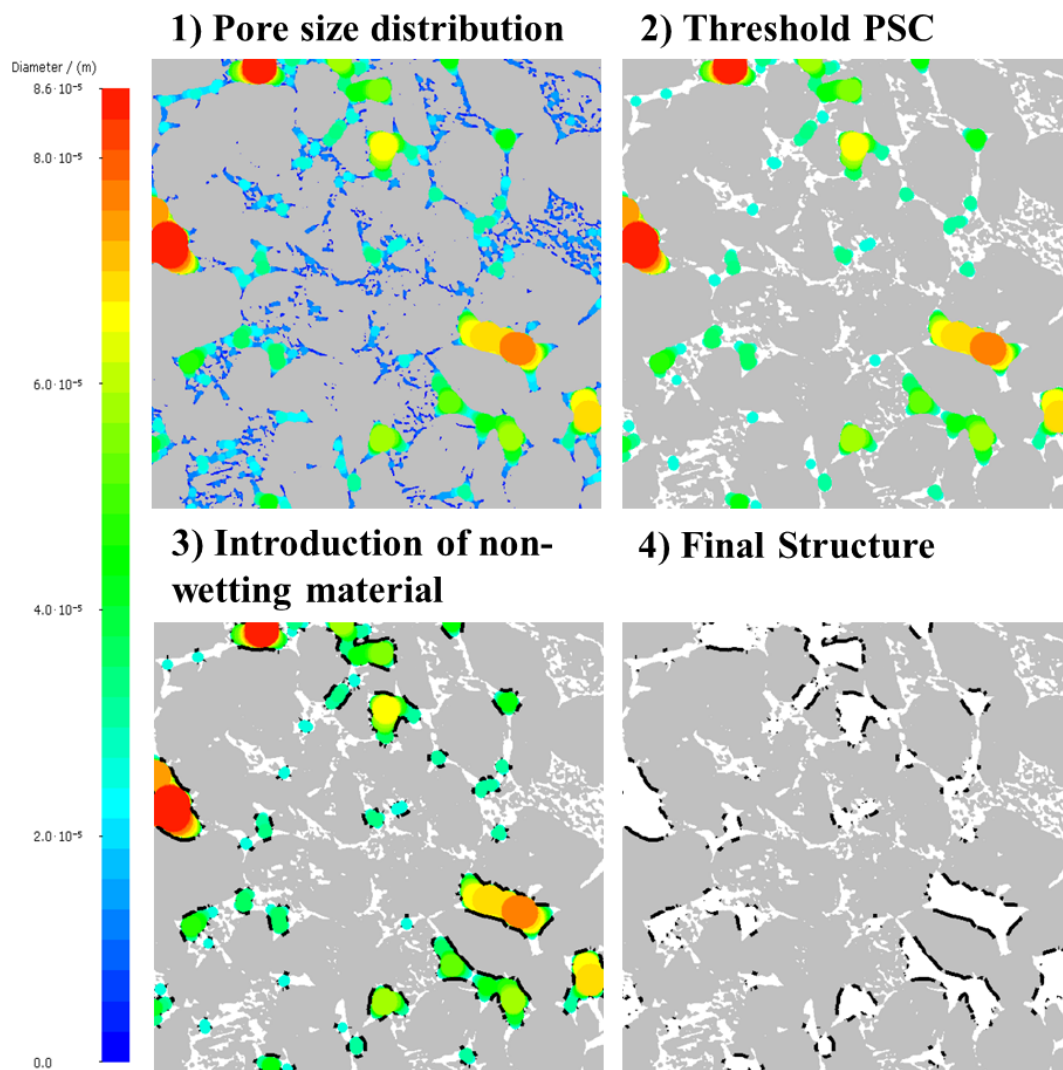 1) Pore size distribution
2) Threshold PSC
Diameter / (m)
8.6·10⁻⁵
8.0·10⁻⁵
6.0·10⁻⁵
4.0·10⁻⁵
2.0·10⁻⁵
0.0
3) Introduction of non-
wetting material
4) Final Structure